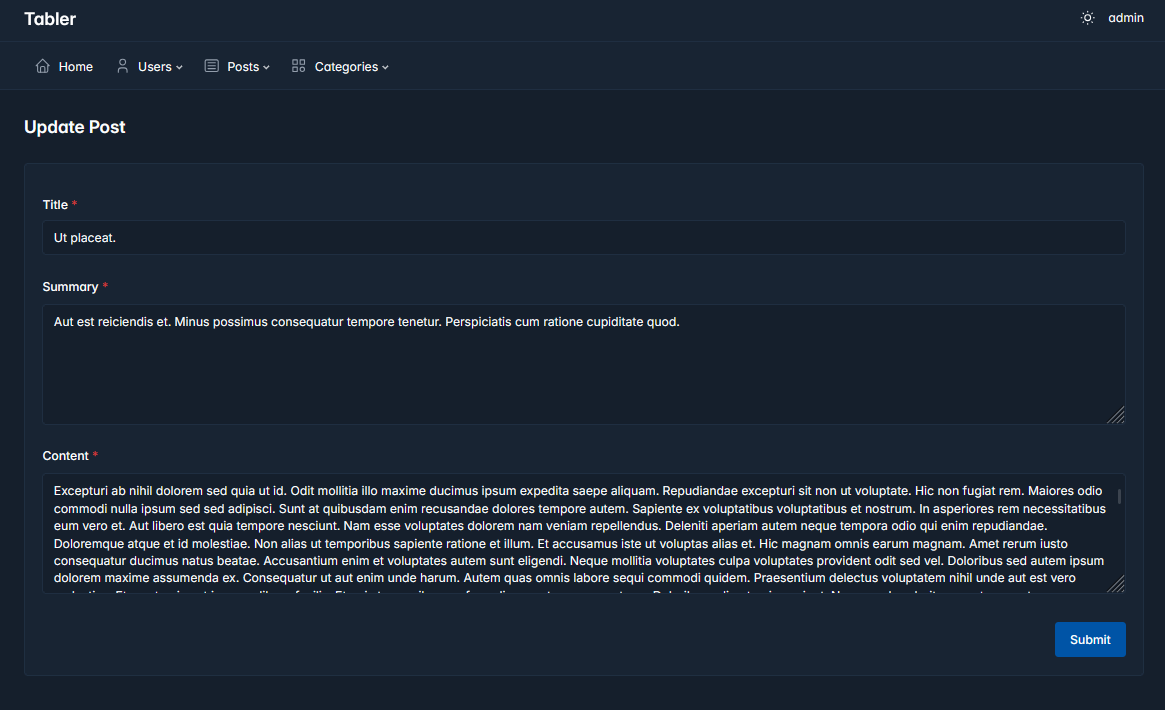 Tabler
admin
Home
Users
Posts
Categories
Update Post
Title *
Ut placeat.
Summary *
Aut est reiciendis et. Minus possimus consequatur tempore tenetur. Perspiciatis cum ratione cupiditate quod.
Content *
Excepturi ab nihil dolorem sed quia ut id. Odit mollitia illo maxime ducimus ipsum expedita saepe aliquam. Repudiandae excepturi sit non ut voluptate. Hic non fugiat rem. Maiores odio
commodi nulla ipsum sed sed adipisci. Sunt at quibusdam enim recusandae dolores tempore autem. Sapiente ex voluptatibus voluptatibus et nostrum. In asperiores rem necessitatibus
eum vero et. Aut libero est quia tempore nesciunt. Nam esse voluptates dolorem nam veniam repellendus. Deleniti aperiam autem neque tempora odio qui enim repudiandae.
Doloremque atque et id molestiae. Non alias ut temporibus sapiente ratione et illum. Et accusamus iste ut voluptas alias et. Hic magnam omnis earum magnam. Amet rerum iusto
consequatur ducimus natus beatae. Accusantium enim et voluptates autem sunt eligendi. Neque mollitia voluptates culpa voluptates provident odit sed vel. Doloribus sed autem ipsum
dolorem maxime assumenda ex. Consequatur ut aut enim unde harum. Autem quas omnis labore sequi commodi quidem. Praesentium delectus voluptatem nihil unde aut est vero
Submit